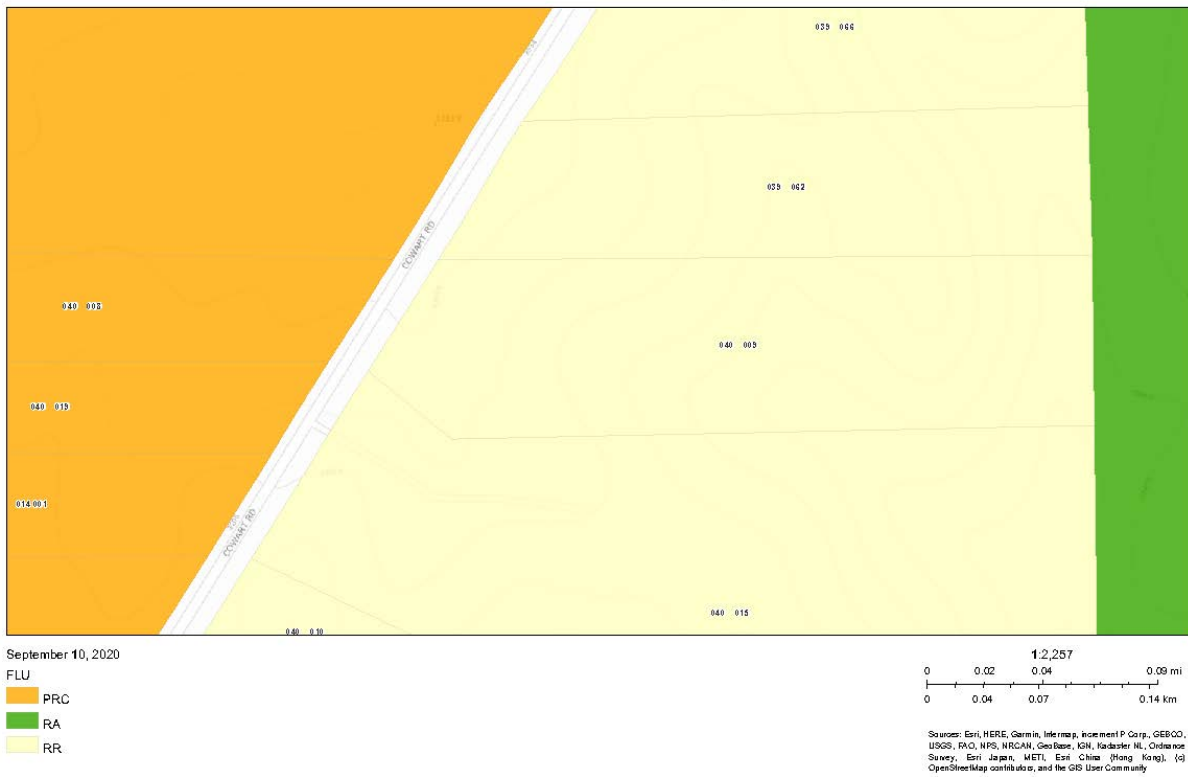 039 066
039 062
COWART RD
040 008
040 009
040 019
014 001
COWART RD
040 015
040 010
September 10, 2020
FLU
PRC
RA
RR
1:2,257
0 0.02 0.04 0.09 mi
0 0.04 0.07 0.14 km
Sources: Esri, HERE, Garmin, Intermap, increment P Corp., GEBCO,
USGS, FAO, NPS, NRCAN, GeoBase, IGN, Kadaster NL, Ordnance
Survey, Esri Japan, METI, Esri China (Hong Kong), (c)
OpenStreetMap contributors, and the GIS User Community